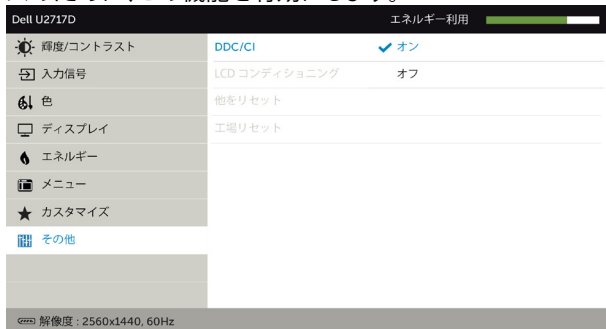 Dell U2717D
エネルギー利用
輝度/コントラスト
DDC/CI
オン
入力信号
LCD コンディショニング
オフ
色
他をリセット
ディスプレイ
工場リセット
エネルギー
メニュー
カスタマイズ
その他
解像度 : 2560x1440, 60Hz